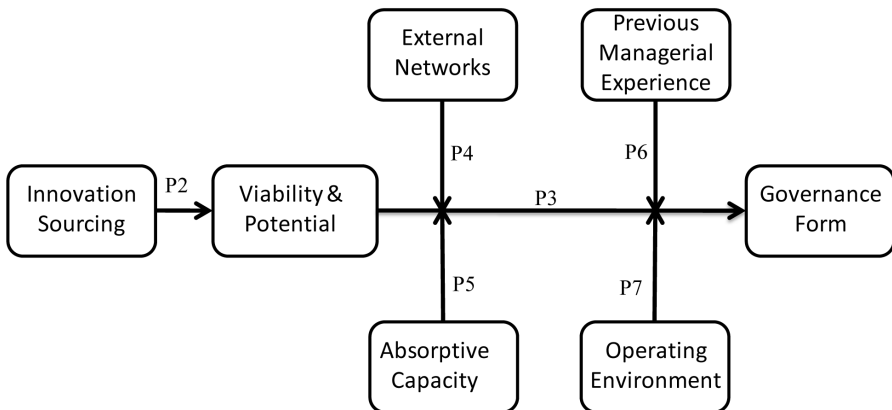 External
Networks
Previous
Managerial
Experience
P4
P6
Innovation
Sourcing
P2
Viability &
Potential
P3
Governance
Form
P5
P7
Absorptive
Capacity
Operating
Environment